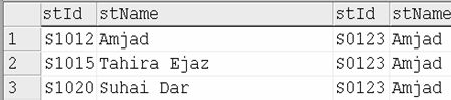 stId stName stId stName
1 S1012 Amjad S0123 Amjad
2 S1015 Tahira Ejaz S0123 Amjad
3 S1020 Suhai Dar S0123 Amjad